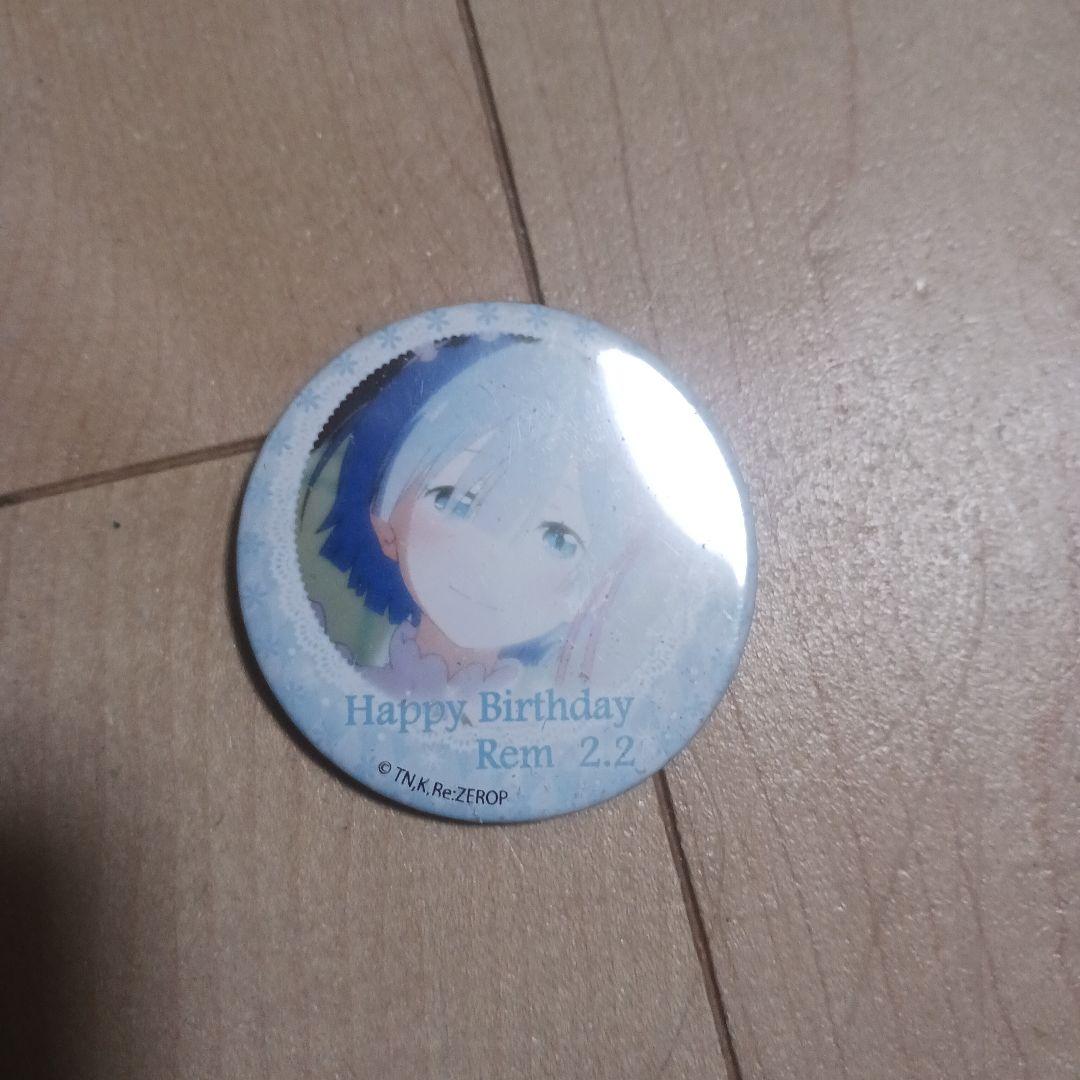 Happy Birthday
Rem 2.2
© TN,K,Re:ZEROP